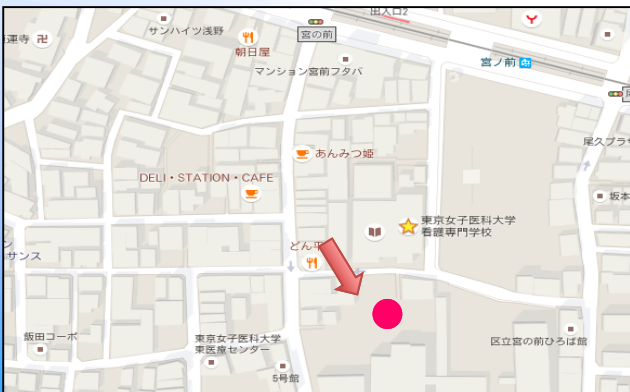 出入口2
サンハイツ浅野
宮の前
蓮寺
朝日屋
マンション宮前フタバ
宮ノ前
尾久プラザ
あんみつ姫
DELI・STATION・CAFE
坂本
東京女子医科大学
看護専門学校
どん平
ン
サンス
飯田コーポ
東京女子医科大学
東医療センター
5号館
区立宮の前ひろば館